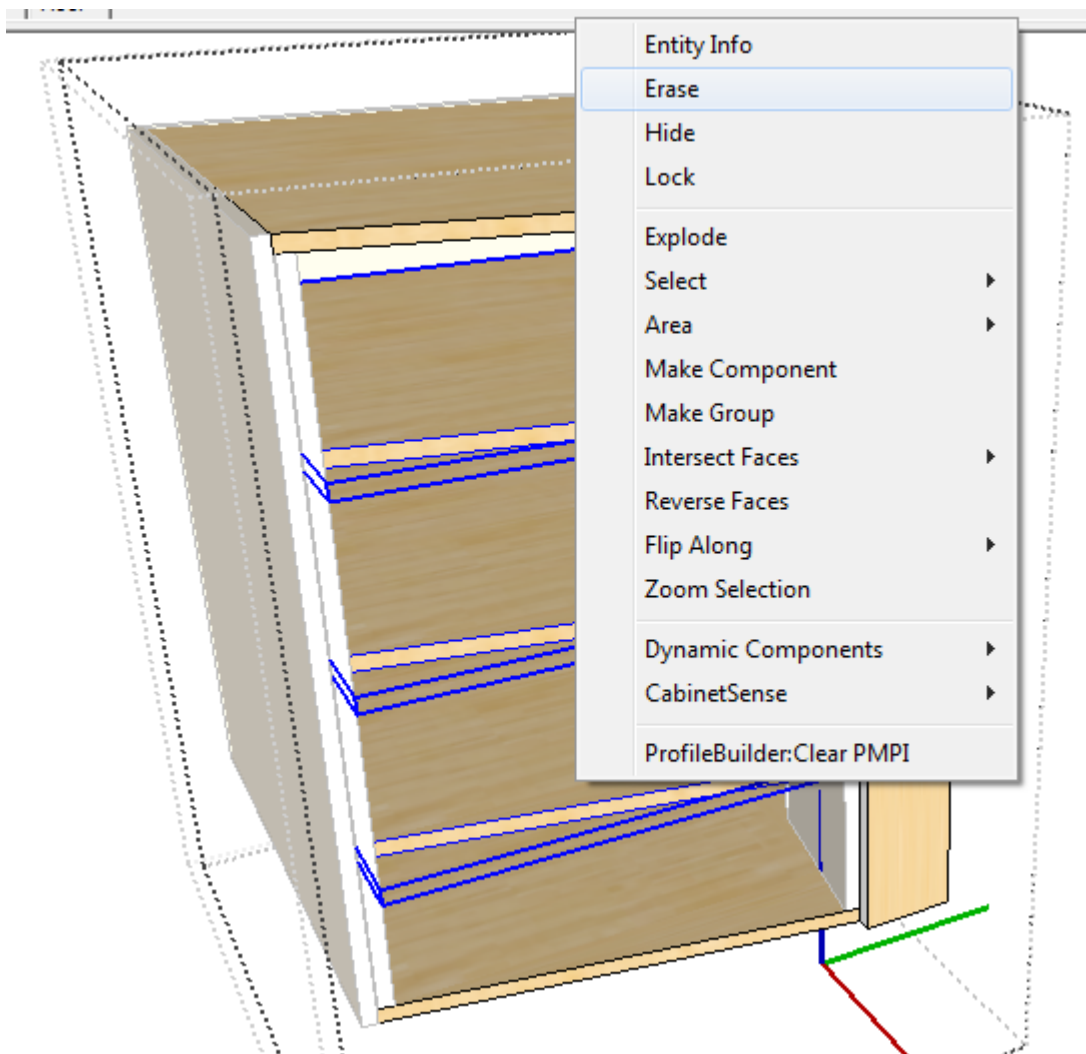 Entity Info
Erase
Hide
Lock
Explode
Select
Area
Make Component
Make Group
Intersect Faces
Reverse Faces
Flip Along
Zoom Selection
Dynamic Components
CabinetSense
ProfileBuilder:Clear PMPI